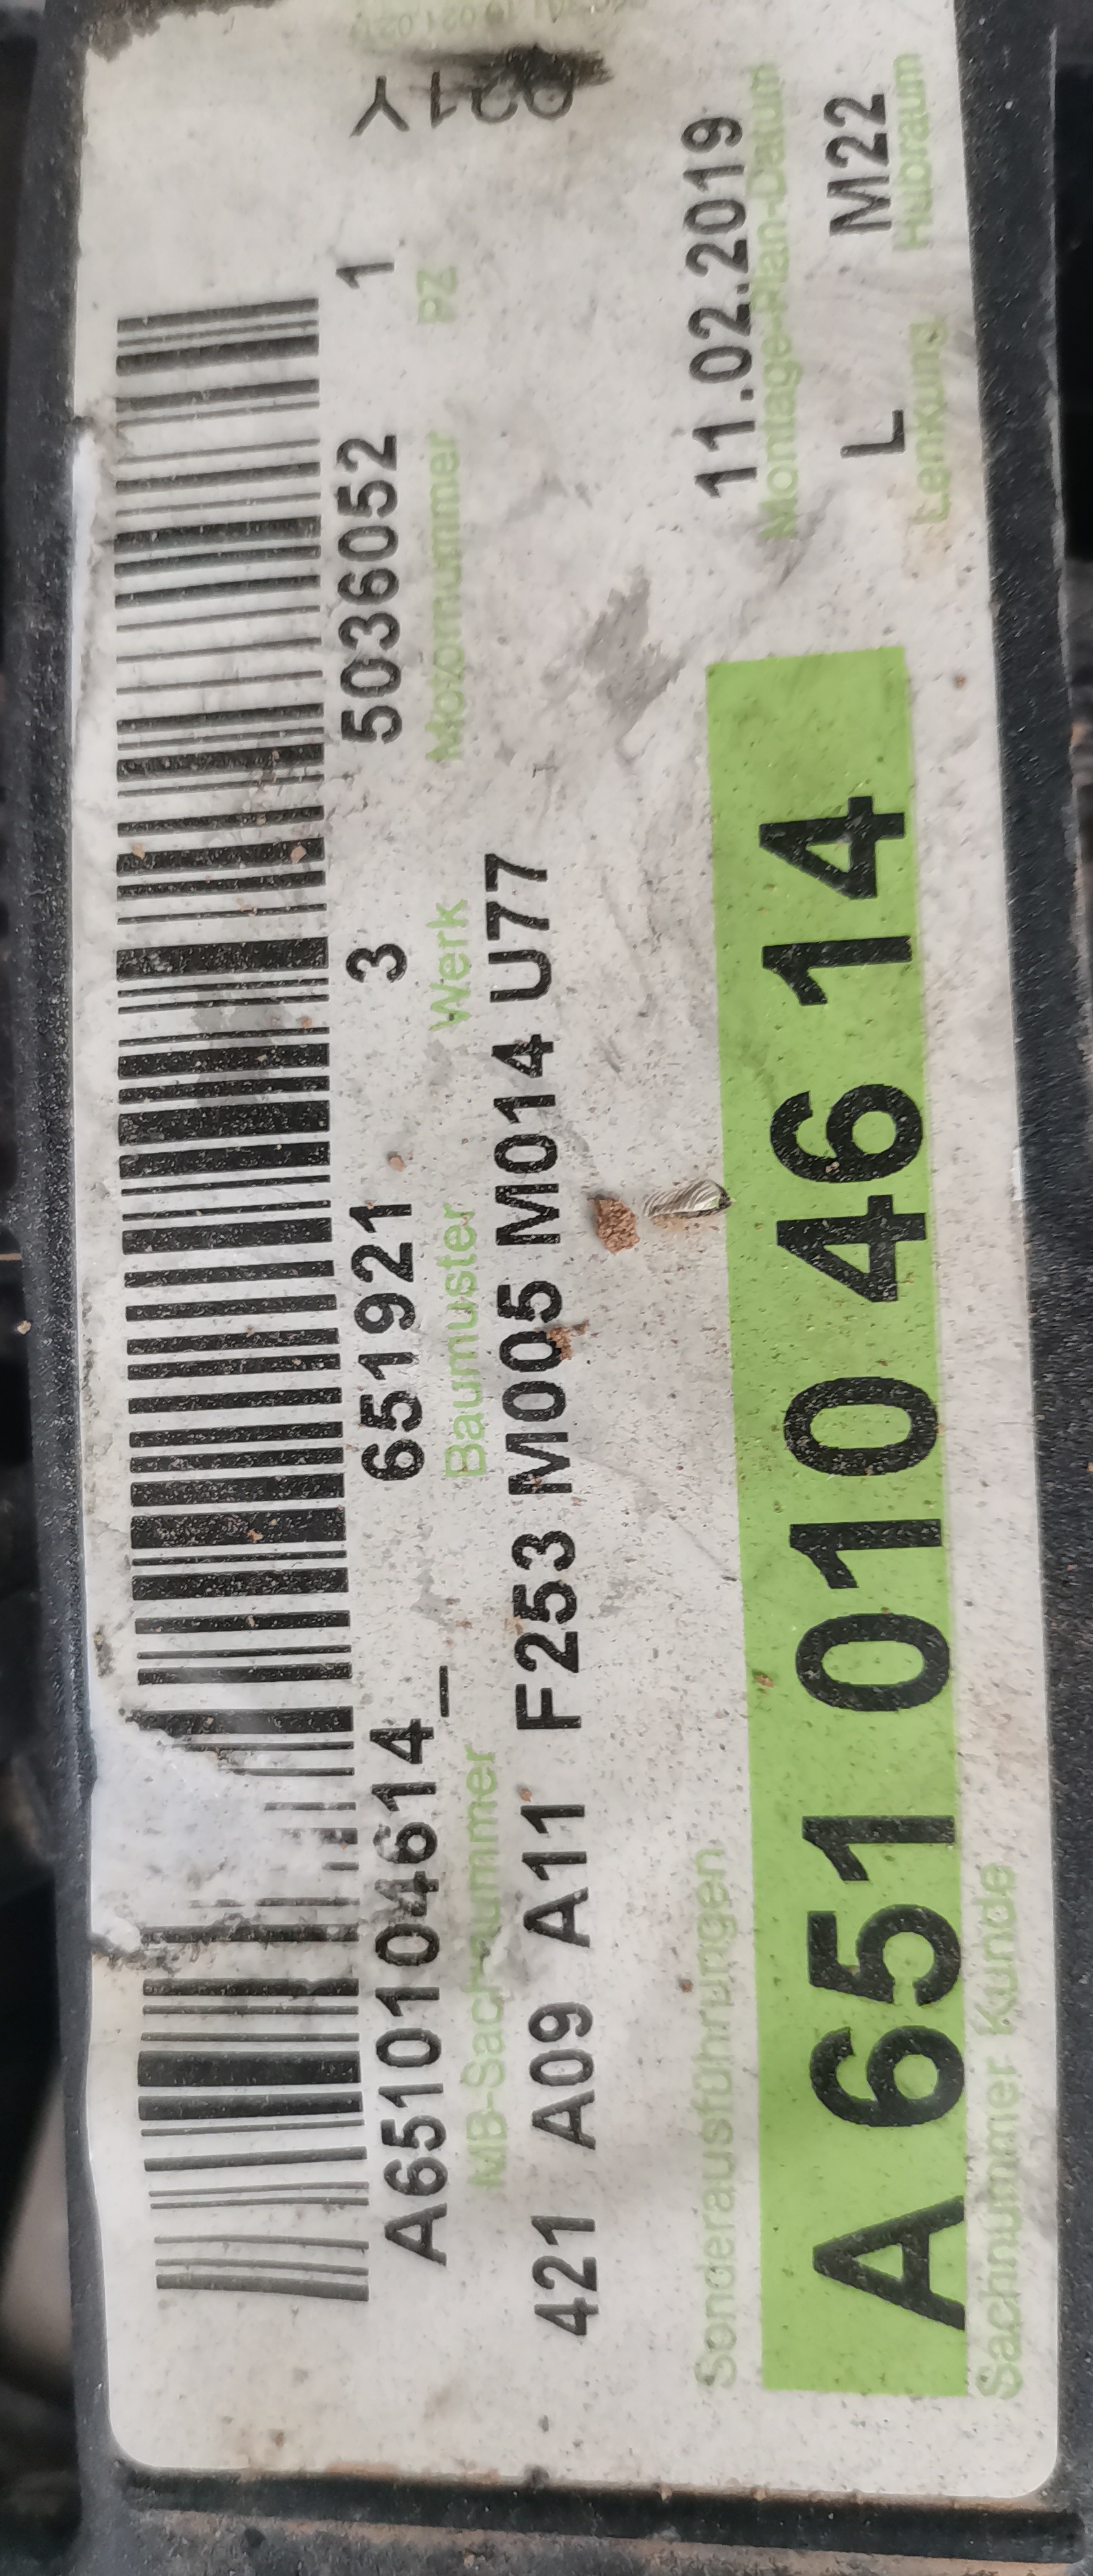 A6510104614_ 651921 3 5036052 1
MB-Sachnummer Baumuster Werk Motornummer PZ
421 A09 A11 F253 M005 M014 U77
Sonderausführungen
11.02.2019
Montage-Plan-Datum
A 651 010 46 14
L M22
Sachnummer Kunde
Lenkung Hubraum